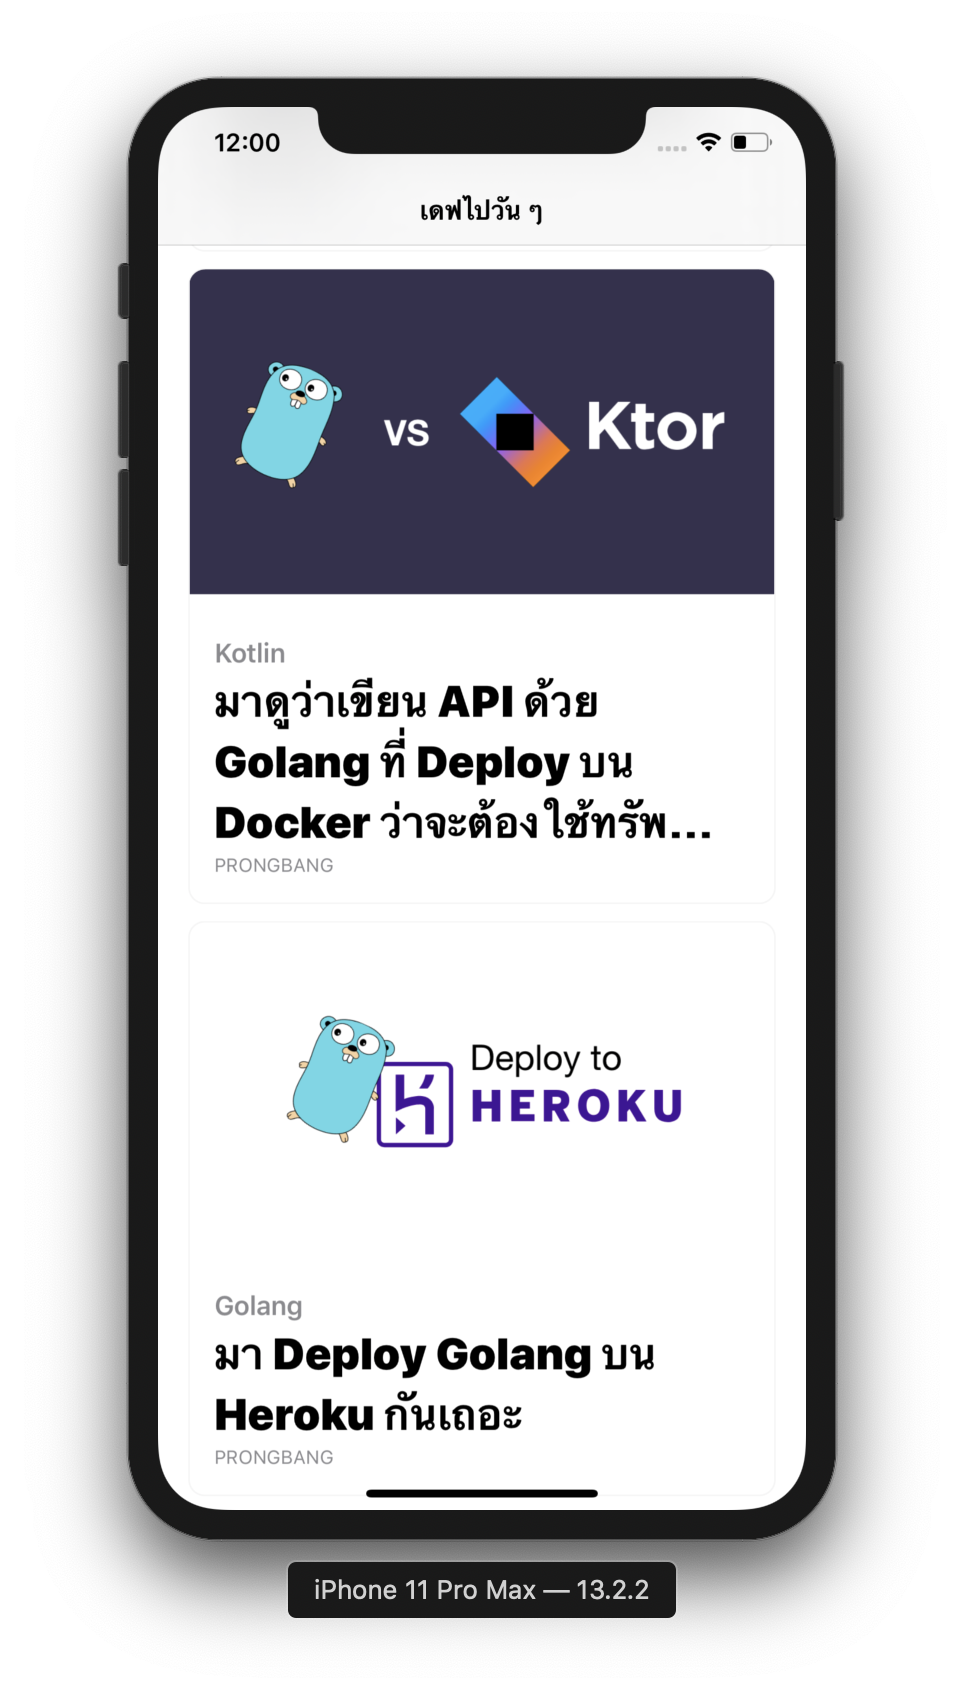 12:00
เดฟไปวัน ๆ
vs
Ktor
Kotlin
มาดูว่าเขียน API ด้วย
Golang ที่ Deploy บน
Docker ว่าจะต้องใช้ทรัพ...
PRONGBANG
Deploy to
HEROKU
Golang
มา Deploy Golang บน
Heroku กันเถอะ
PRONGBANG
iPhone 11 Pro Max — 13.2.2